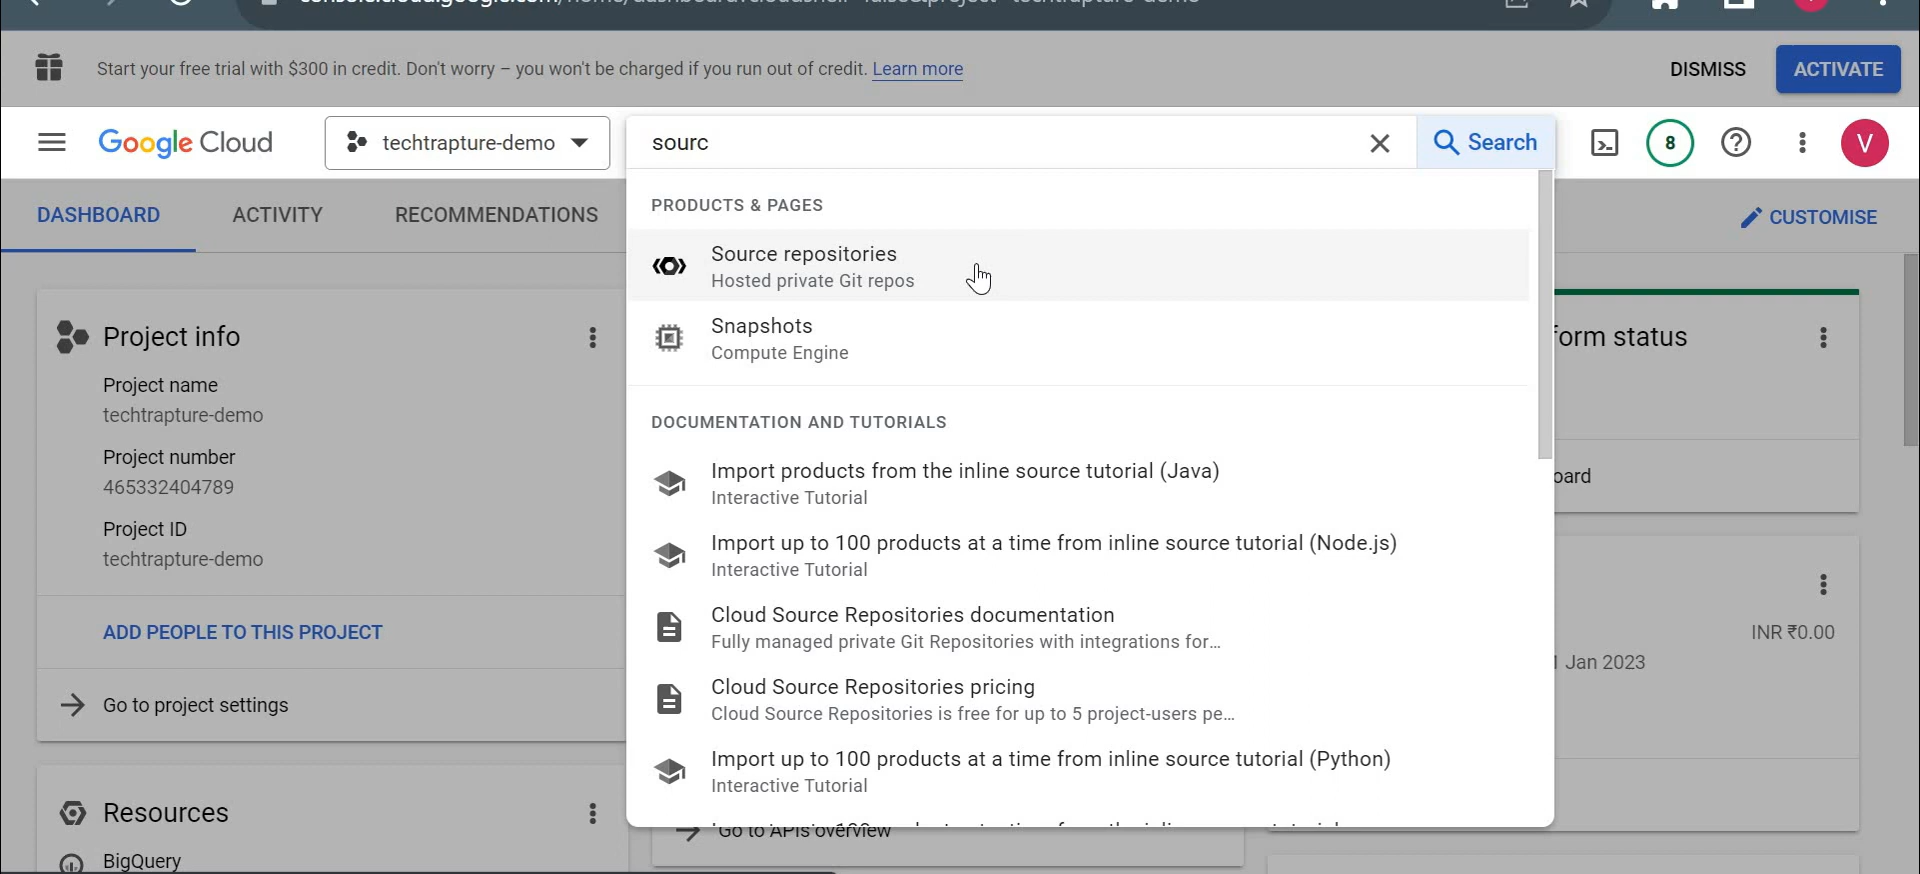 Start your free trial with $300 in credit. Don't worry – you won't be charged if you run out of credit. Learn more
DISMISS
ACTIVATE
Google Cloud
techtrapture-demo
sourc
Search
8
V
DASHBOARD
ACTIVITY
RECOMMENDATIONS
CUSTOMISE
PRODUCTS & PAGES
Source repositories
Hosted private Git repos
Snapshots
Compute Engine
DOCUMENTATION AND TUTORIALS
Import products from the inline source tutorial (Java)
Interactive Tutorial
Import up to 100 products at a time from inline source tutorial (Node.js)
Interactive Tutorial
Cloud Source Repositories documentation
Fully managed private Git Repositories with integrations for...
Cloud Source Repositories pricing
Cloud Source Repositories is free for up to 5 project-users pe...
Import up to 100 products at a time from inline source tutorial (Python)
Interactive Tutorial
Go to APIs overview
Project info
Project name
techtrapture-demo
Project number
465332404789
Project ID
techtrapture-demo
ADD PEOPLE TO THIS PROJECT
Go to project settings
Resources
BigQuery
form status
oard
INR ₹0.00
Jan 2023